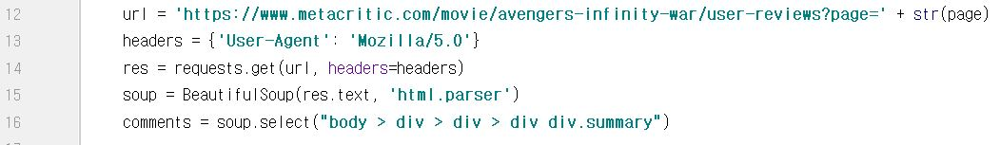 12 url = 'https://www.metacritic.com/movie/avengers-infinity-war/user-reviews?page=' + str(page)
13 headers = {'User-Agent': 'Mozilla/5.0'}
14 res = requests.get(url, headers=headers)
15 soup = BeautifulSoup(res.text, 'html.parser')
16 comments = soup.select("body > div > div > div div.summary")